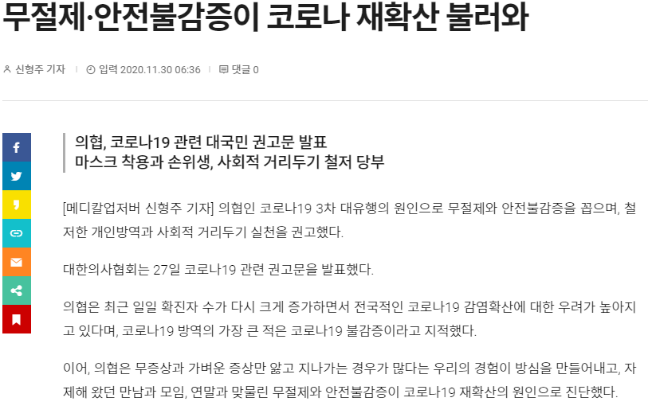 무절제·안전불감증이 코로나 재확산 불러와
신형주 기자
입력 2020.11.30 06:36
댓글 0
의협, 코로나19 관련 대국민 권고문 발표
마스크 착용과 손위생, 사회적 거리두기 철저 당부
[메디칼업저버 신형주 기자] 의협인 코로나19 3차 대유행의 원인으로 무절제와 안전불감증을 꼽으며, 철
저한 개인방역과 사회적 거리두기 실천을 권고했다.
대한의사협회는 27일 코로나19 관련 권고문을 발표했다.
의협은 최근 일일 확진자 수가 다시 크게 증가하면서 전국적인 코로나19 감염확산에 대한 우려가 높아지
고 있다며, 코로나19 방역의 가장 큰 적은 코로나19 불감증이라고 지적했다.
이어, 의협은 무증상과 가벼운 증상만 앓고 지나가는 경우가 많다는 우리의 경험이 방심을 만들어내고, 자
제해 왔던 만남과 모임, 연말과 맞물린 무절제와 안전불감증이 코로나19 재확산의 원인으로 진단했다.